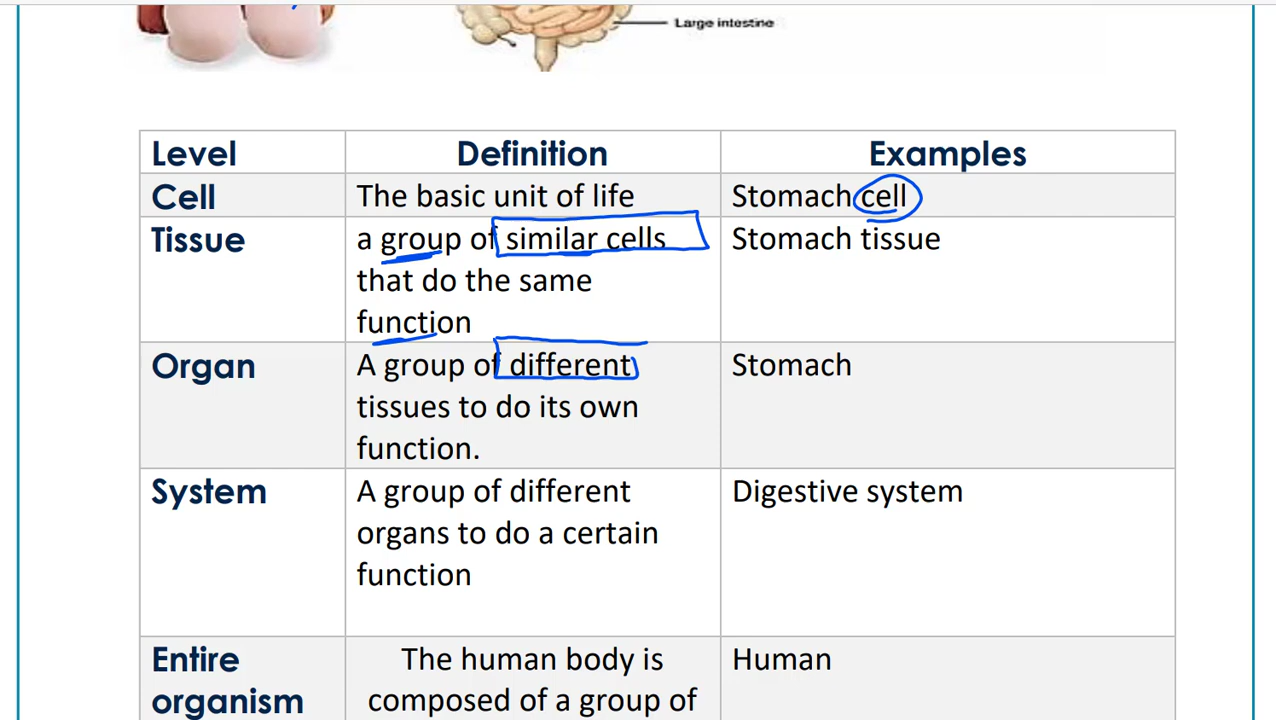 Large intestine
Level Definition Examples
Cell The basic unit of life Stomach cell
Tissue a group of similar cells Stomach tissue
that do the same
function
Organ A group of different Stomach
tissues to do its own
function.
System A group of different Digestive system
organs to do a certain
function
Entire The human body is Human
organism composed of a group of